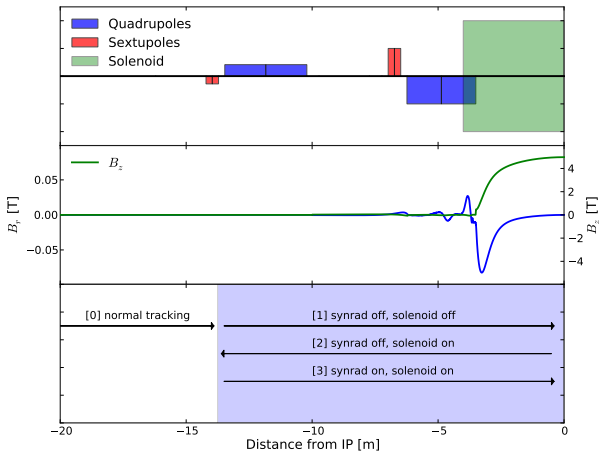 Quadrupoles
Sextupoles
Solenoid
B_z
0.05
0.00
−0.05
B_r [T]
4
2
0
−2
−4
B_z [T]
[0] normal tracking
[1] synrad off, solenoid off
[2] synrad off, solenoid on
[3] synrad on, solenoid on
−20 −15 −10 −5 0
Distance from IP [m]